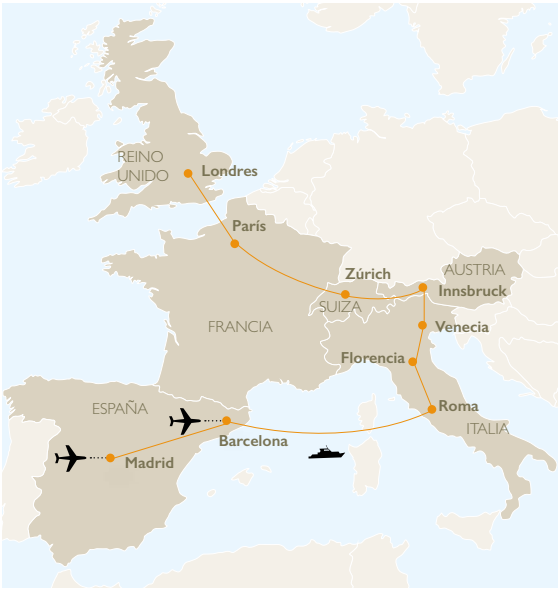 REINO
UNIDO
Londres
París
Zúrich
AUSTRIA
Innsbruck
SUIZA
FRANCIA
Venecia
Florencia
ESPAÑA
Roma
ITALIA
Barcelona
Madrid